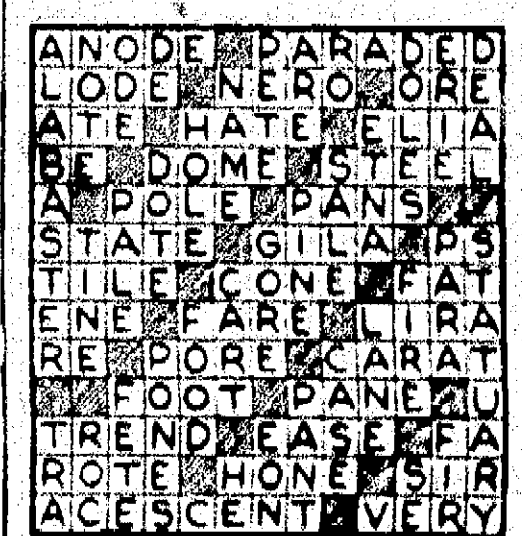 ANODE PARADED
LODE NERO ORE
ATE HATE ELIA
BE DOME STEEL
A POLE PANS
STATE GILA PS
TILE CONE FAT
ENE FARE LIRA
RE PORE CARAT
FOOT PANE U
TREND EASE FA
ROTE HONE SIR
ACESCENT VERY